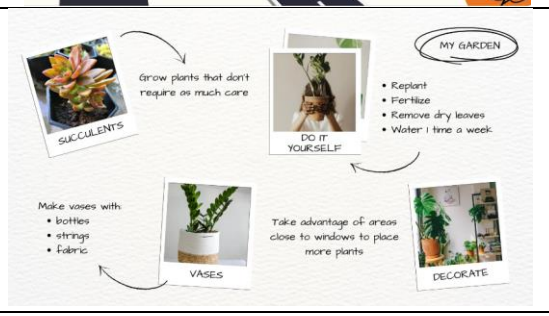 MY GARDEN
Grow plants that don't
require as much care
SUCCULENTS
• Replant
• Fertilize
• Remove dry leaves
• Water 1 time a week
DO IT
YOURSELF
Make vases with:
• bottles
• strings
• fabric
VASES
Take advantage of areas
close to windows to place
more plants
DECORATE